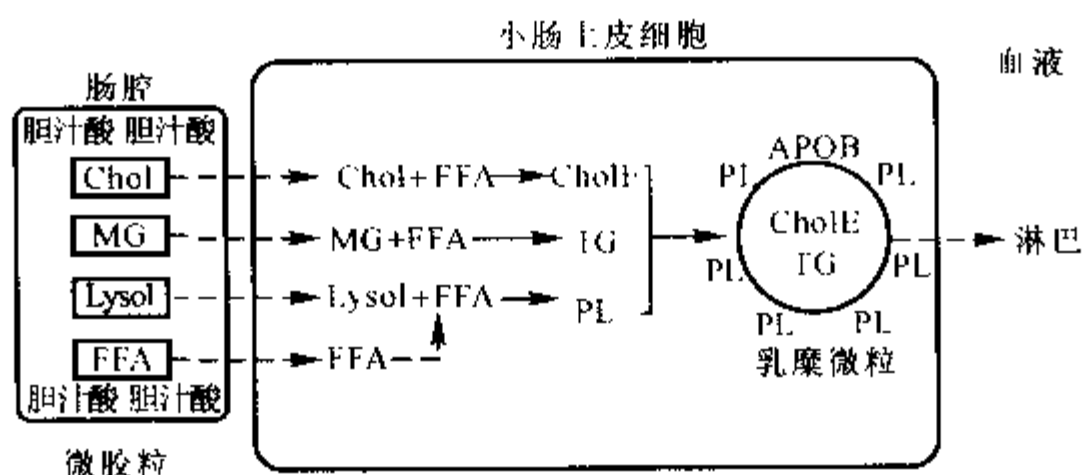 小肠上皮细胞
血液
肠腔
胆汁酸 胆汁酸
Chol
MG
Lysol
FFA
胆汁酸 胆汁酸
微胶粒
Chol+FFA
CholE
MG+FFA
TG
Lysol+FFA
PL
FFA
APOB
PL
PL
CholE
TG
PL
PL
PL
PL
乳糜微粒
淋巴